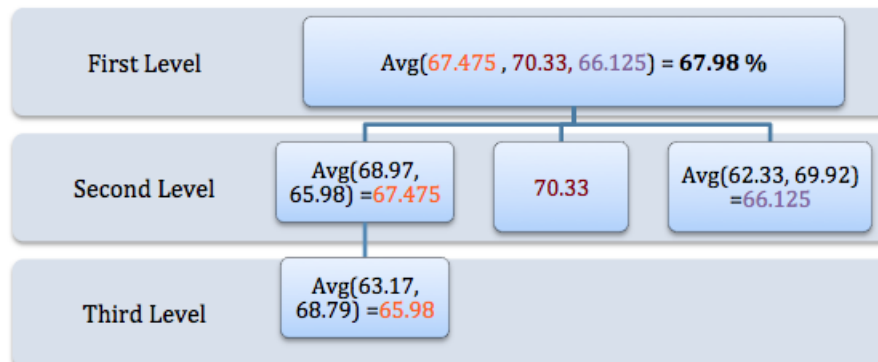 First Level
Avg(67.475 , 70.33, 66.125) = 67.98 %
Second Level
Avg(68.97,
65.98) =67.475
70.33
Avg(62.33, 69.92)
=66.125
Third Level
Avg(63.17,
68.79) =65.98